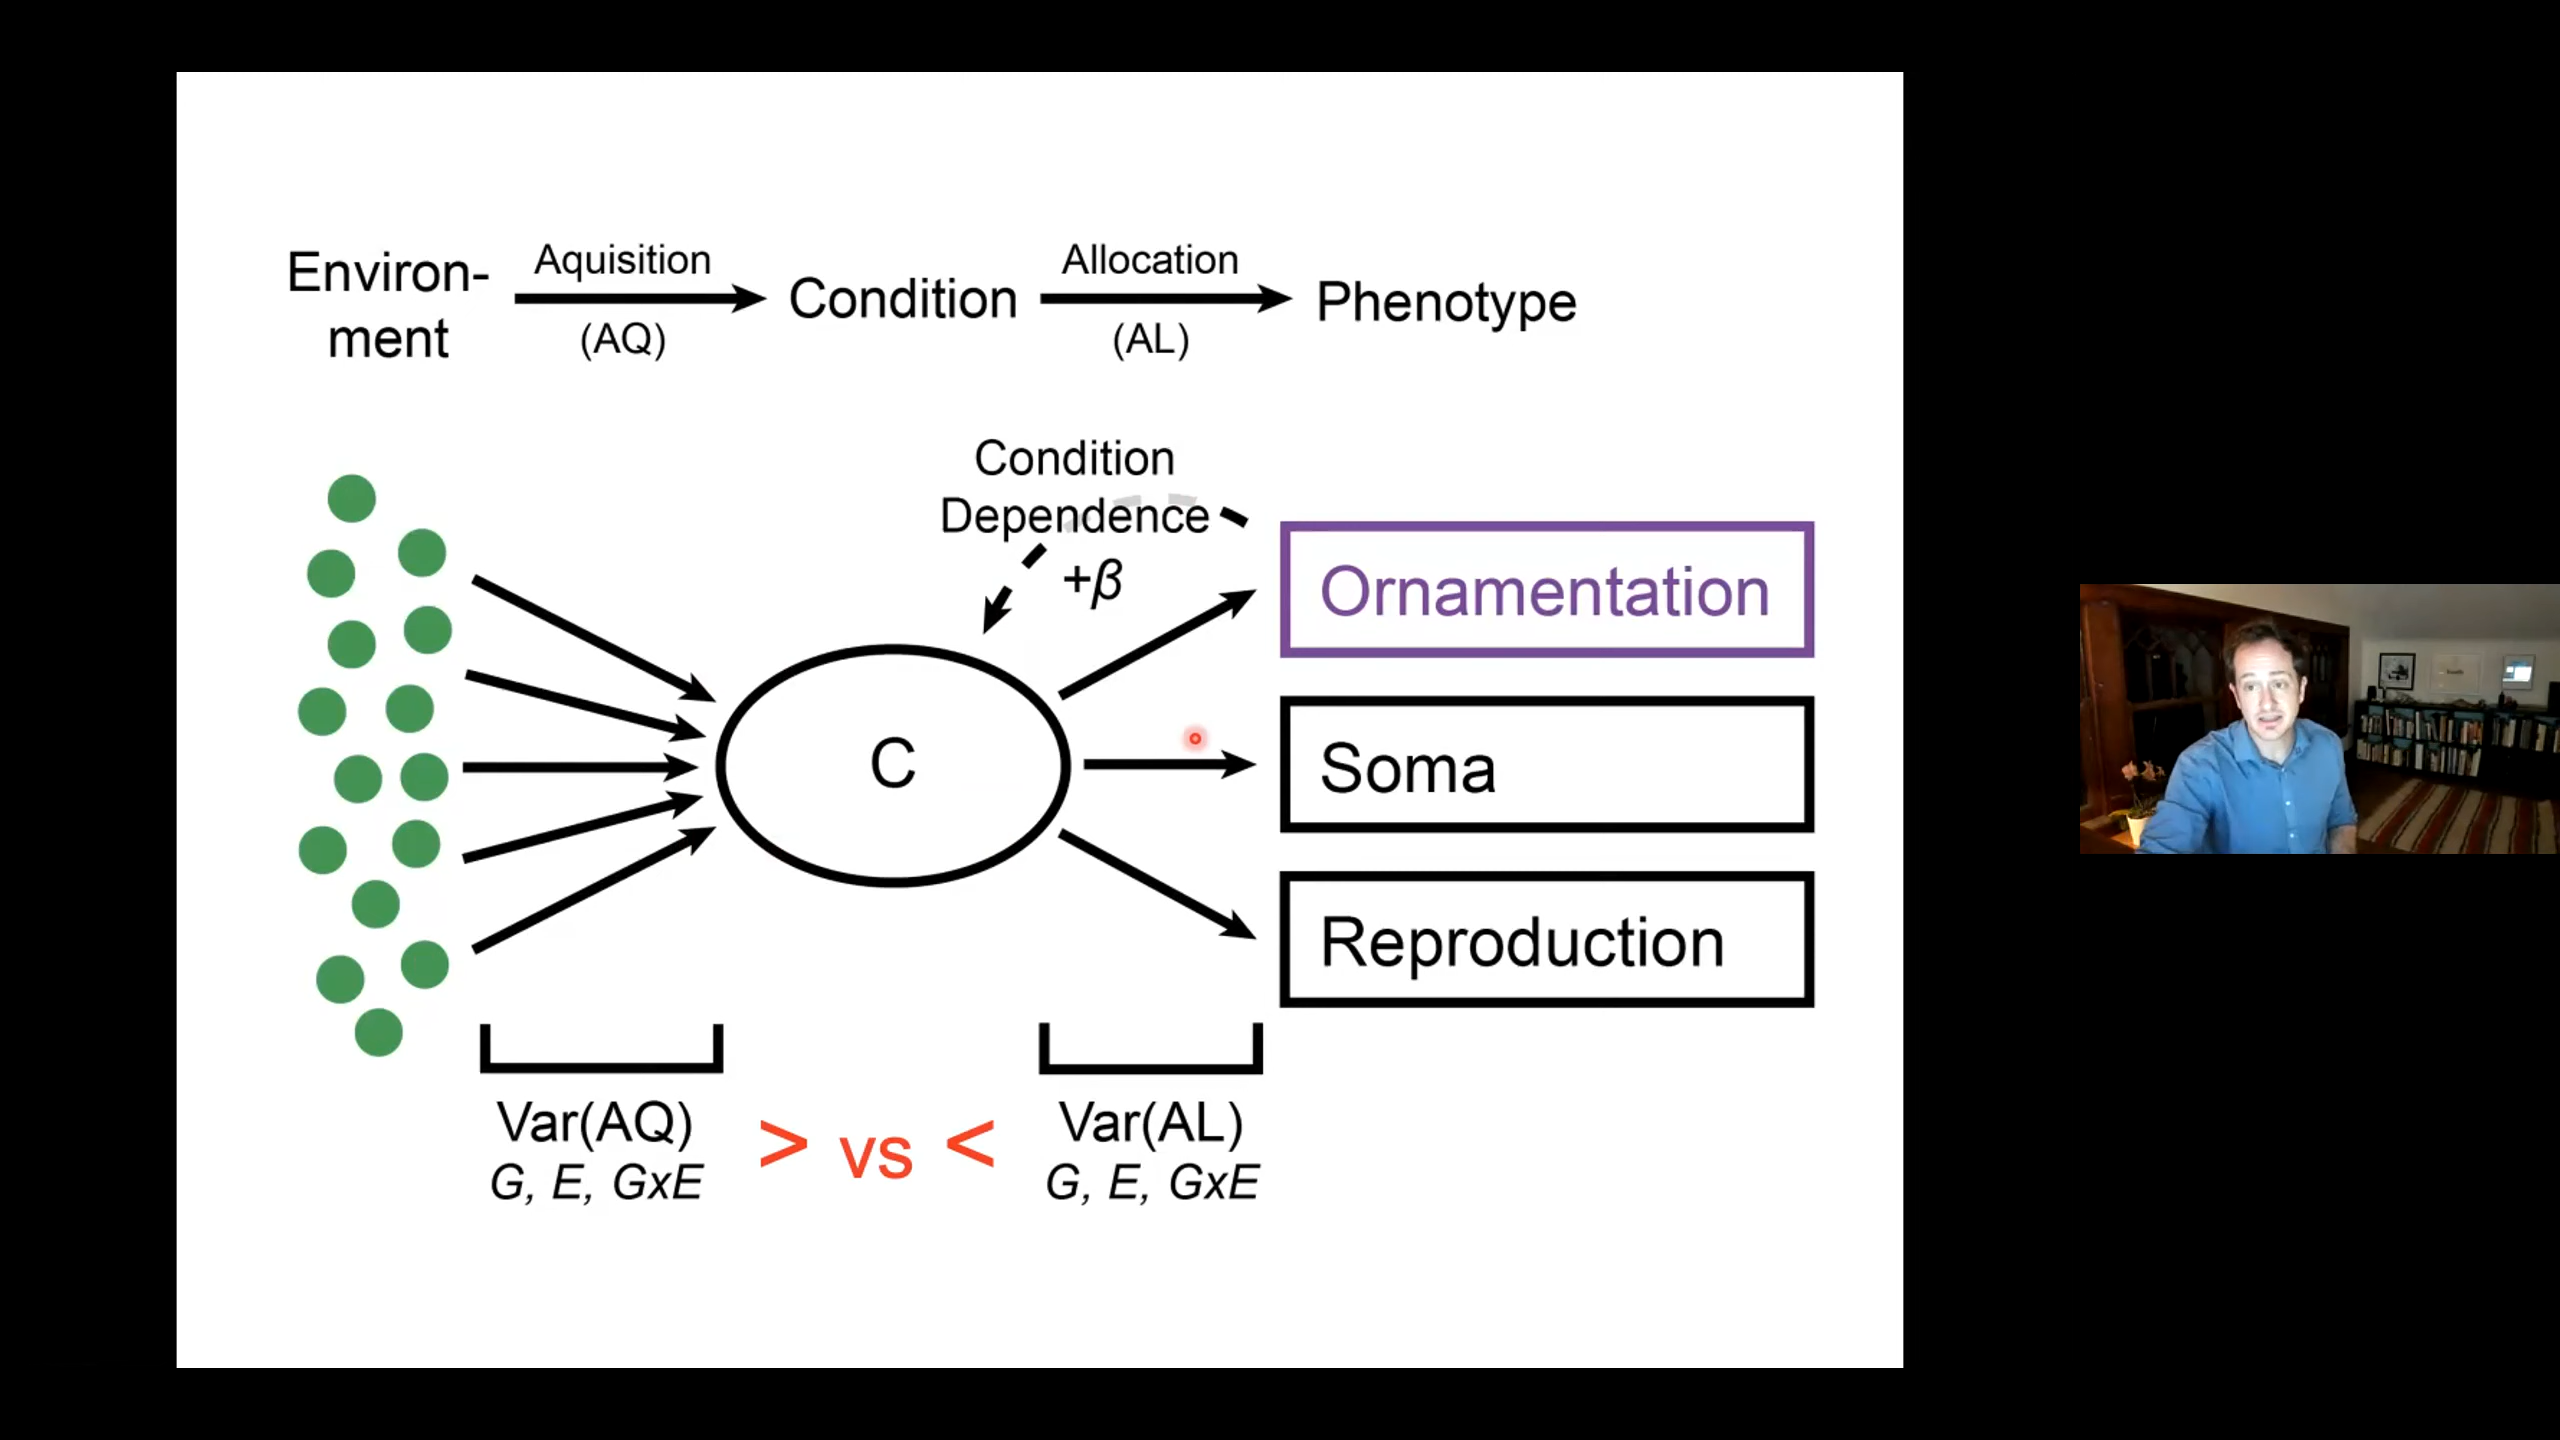 Environ-
ment
Aquisition
(AQ)
Condition
Allocation
(AL)
Phenotype
Condition
Dependence
+β
C
Ornamentation
Soma
Reproduction
Var(AQ)
G, E, GxE
> vs <
Var(AL)
G, E, GxE